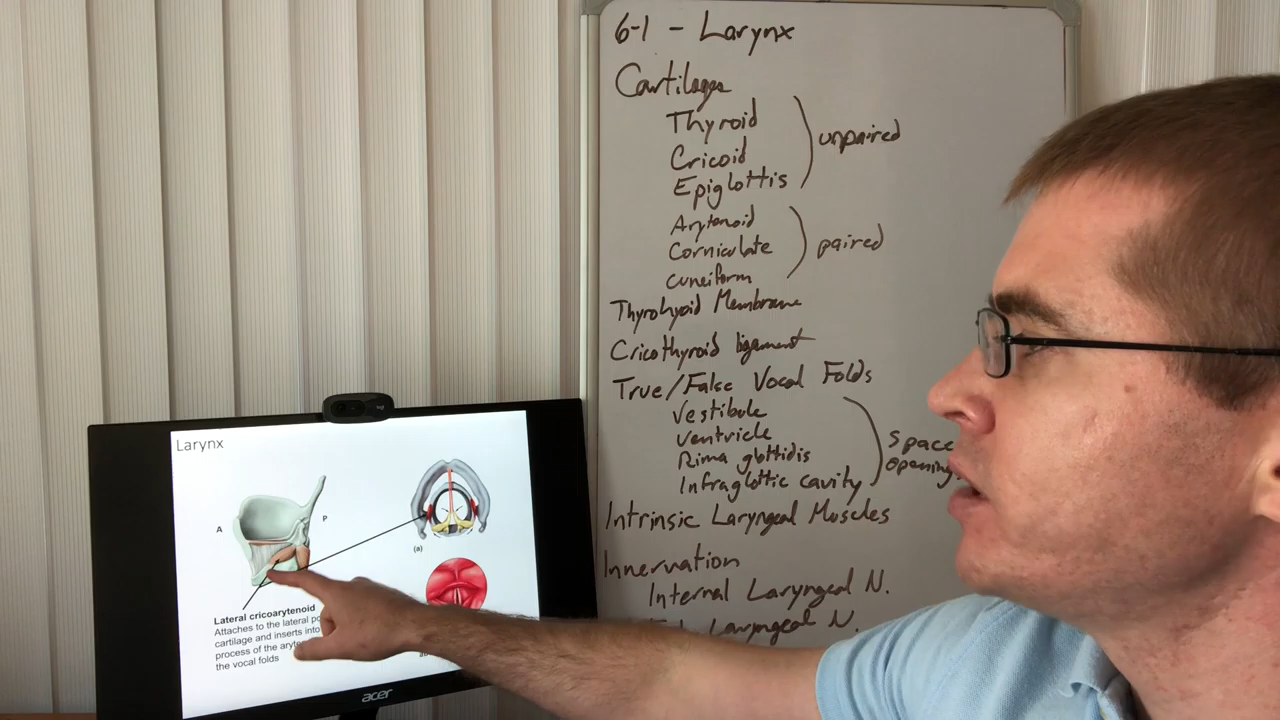 6-1 - Larynx
Cartilages
Thyroid
Cricoid
Epiglottis
unpaired
Arytenoid
Corniculate
cuneiform
paired
Thyrohyoid Membrane
Cricothyroid ligament
True/False Vocal Folds
Vestibule
ventricle
Rima glottidis
Infraglottic cavity
Space
opening
Intrinsic Laryngeal Muscles
Innervation
Internal Laryngeal N.
Laryngeal N.
Larynx
A
P
(a)
Lateral cricoarytenoid
Attaches to the lateral
cartilage and inserts into
process of the
the vocal folds
acer